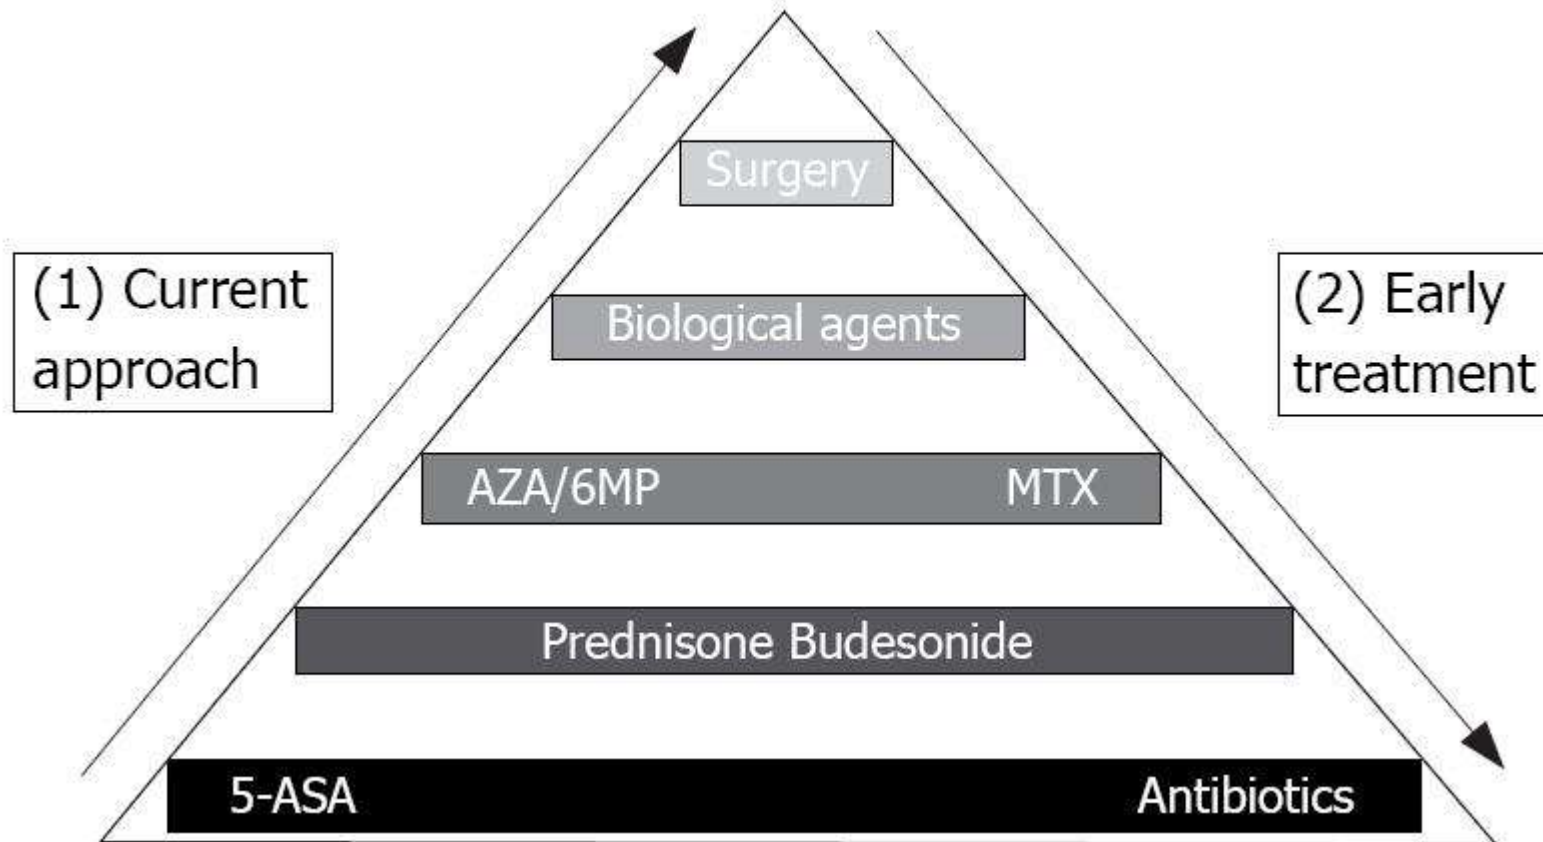 Surgery
(1) Current
approach
Biological agents
(2) Early
treatment
AZA/6MP MTX
Prednisone Budesonide
5-ASA Antibiotics